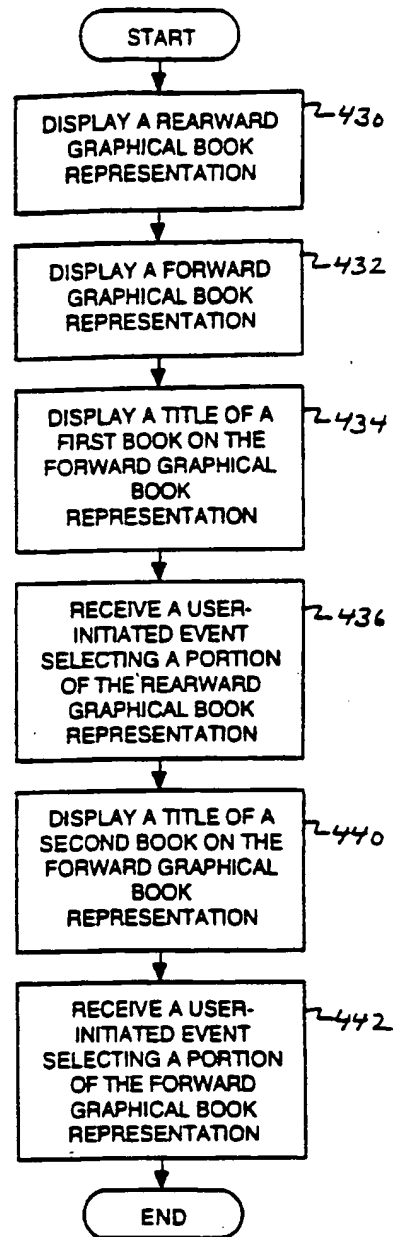 START
DISPLAY A REARWARD
GRAPHICAL BOOK
REPRESENTATION
430
DISPLAY A FORWARD
GRAPHICAL BOOK
REPRESENTATION
432
DISPLAY A TITLE OF A
FIRST BOOK ON THE
FORWARD GRAPHICAL
BOOK
REPRESENTATION
434
RECEIVE A USER-
INITIATED EVENT
SELECTING A PORTION
OF THE REARWARD
GRAPHICAL BOOK
REPRESENTATION
436
DISPLAY A TITLE OF A
SECOND BOOK ON THE
FORWARD GRAPHICAL
BOOK
REPRESENTATION
440
RECEIVE A USER-
INITIATED EVENT
SELECTING A PORTION
OF THE FORWARD
GRAPHICAL BOOK
REPRESENTATION
442
END